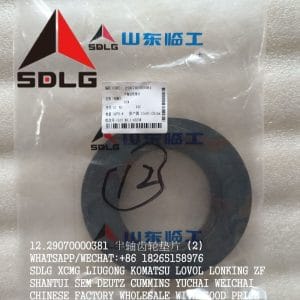 SDLG
山东临工
SDLG
29070000381
12
12.29070000381 半轴齿轮垫片 (2)
WHATSAPP/WECHAT:+86 18265158976
SDLG XCMG LIUGONG KOMATSU LOVOL LONKING ZF
SHANTUI SEM DEUTZ CUMMINS YUCHAI WEICHAI
CHINESE FACTORY WHOLESALE WITH GOOD PRICE